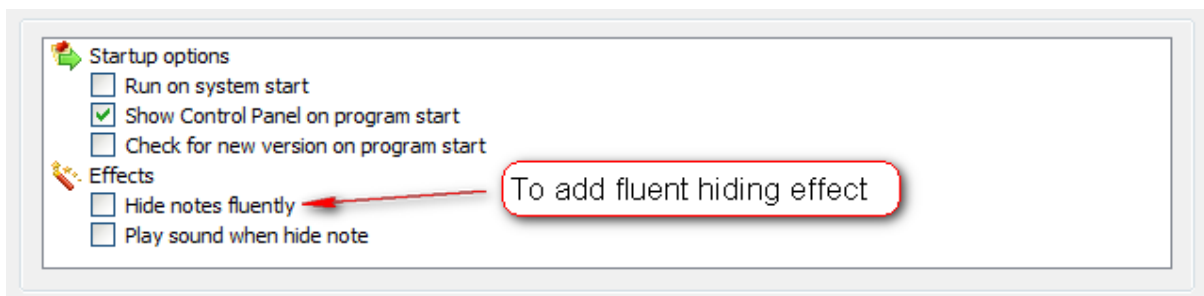 Startup options
Run on system start
Show Control Panel on program start
Check for new version on program start
Effects
Hide notes fluently
To add fluent hiding effect
Play sound when hide note